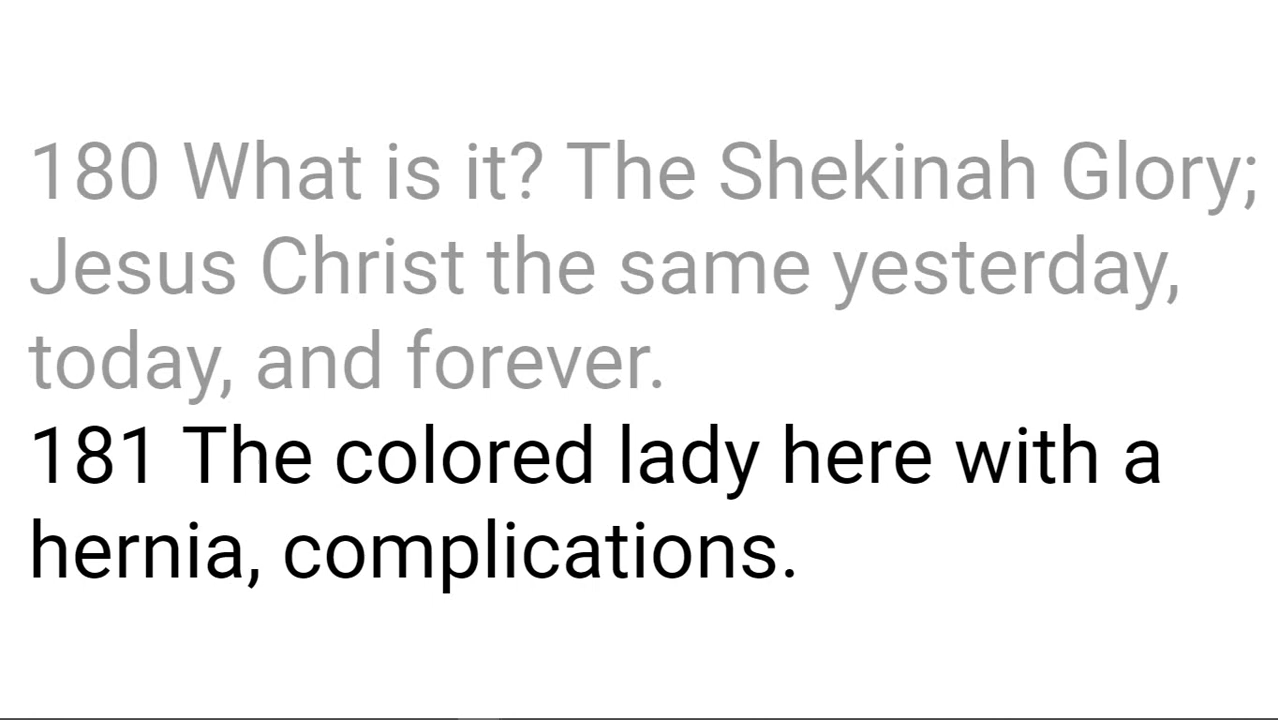 180 What is it? The Shekinah Glory;
Jesus Christ the same yesterday,
today, and forever.
181 The colored lady here with a
hernia, complications.